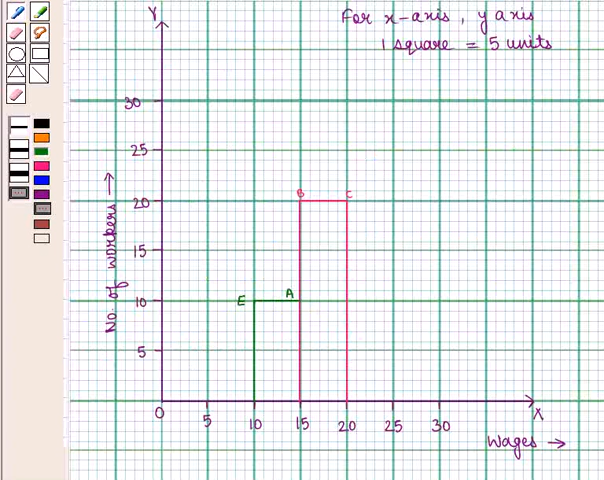 Y
For x-axis, y axis
1 square = 5 units
30
25
20
15
10
5
No. of workers →
B C
E A
0 5 10 15 20 25 30
X
Wages →